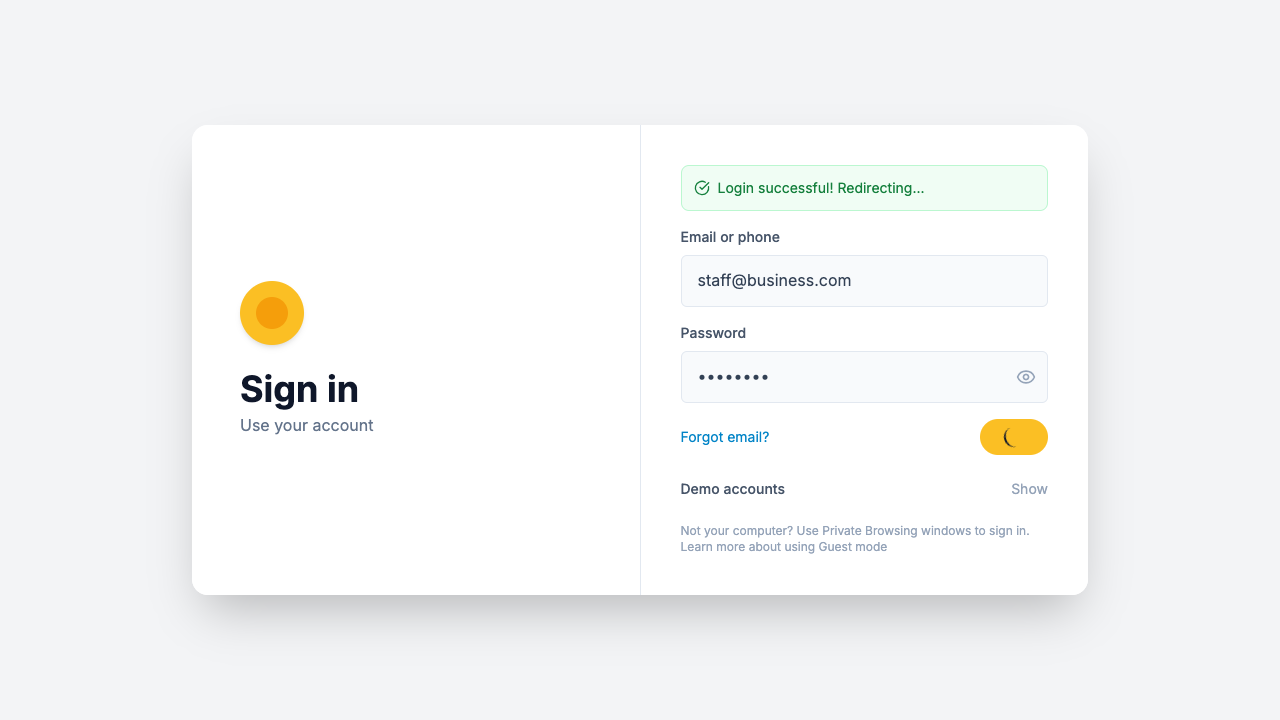 Sign in
Use your account
Login successful! Redirecting...
Email or phone
staff@business.com
Password
••••••••
Forgot email?
Demo accounts
Show
Not your computer? Use Private Browsing windows to sign in.
Learn more about using Guest mode